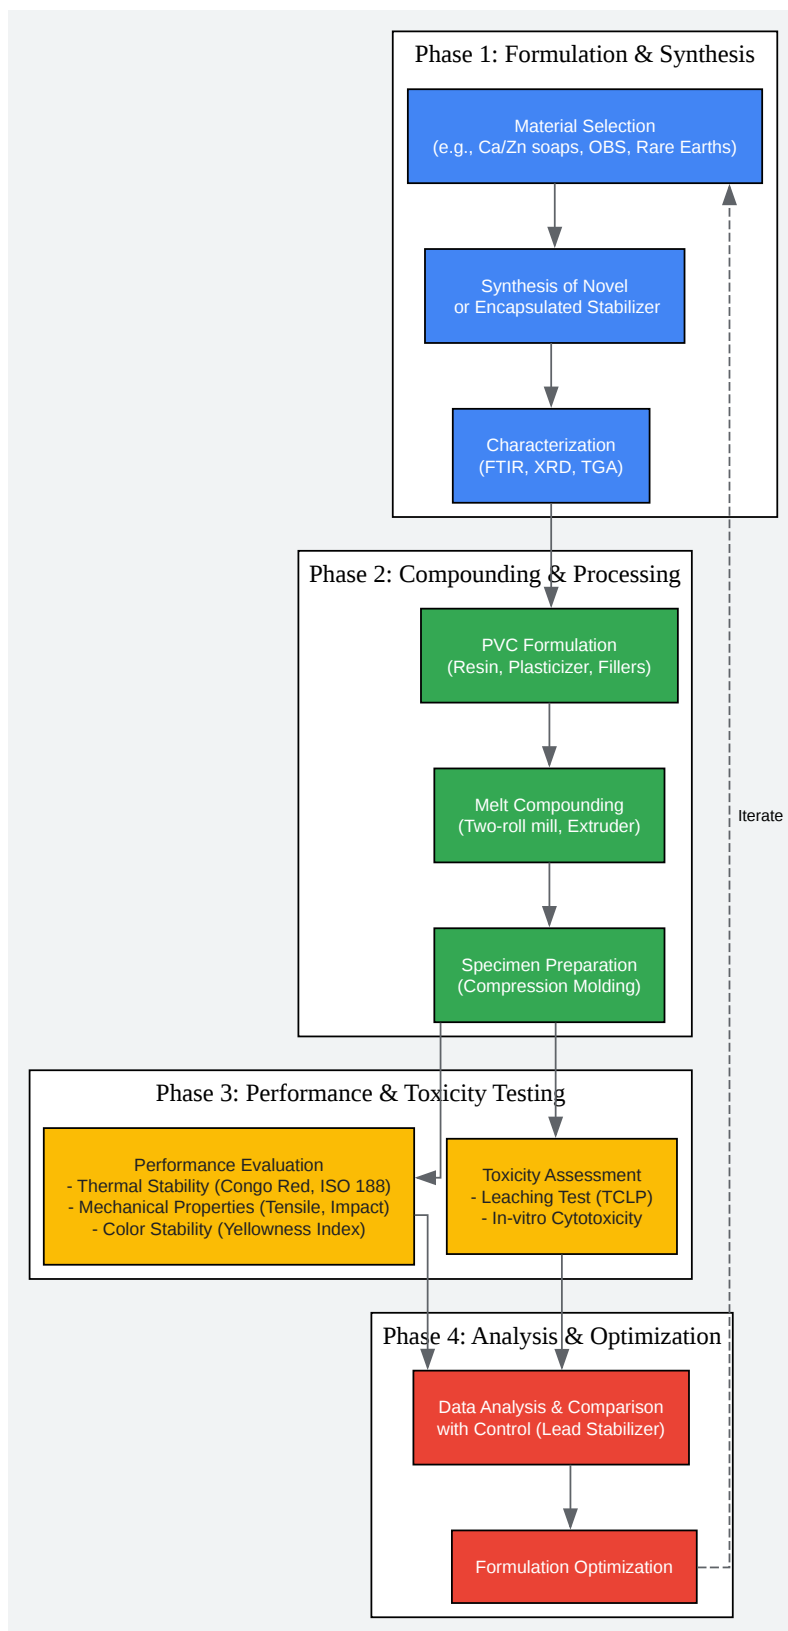 Phase 1: Formulation & Synthesis
Material Selection
(e.g., Ca/Zn soaps, OBS, Rare Earths)
Synthesis of Novel
or Encapsulated Stabilizer
Characterization
(FTIR, XRD, TGA)
Phase 2: Compounding & Processing
PVC Formulation
(Resin, Plasticizer, Fillers)
Melt Compounding
(Two-roll mill, Extruder)
Iterate
Specimen Preparation
(Compression Molding)
Phase 3: Performance & Toxicity Testing
Performance Evaluation
- Thermal Stability (Congo Red, ISO 188)
- Mechanical Properties (Tensile, Impact)
- Color Stability (Yellowness Index)
Toxicity Assessment
- Leaching Test (TCLP)
- In-vitro Cytotoxicity
Phase 4: Analysis & Optimization
Data Analysis & Comparison
with Control (Lead Stabilizer)
Formulation Optimization